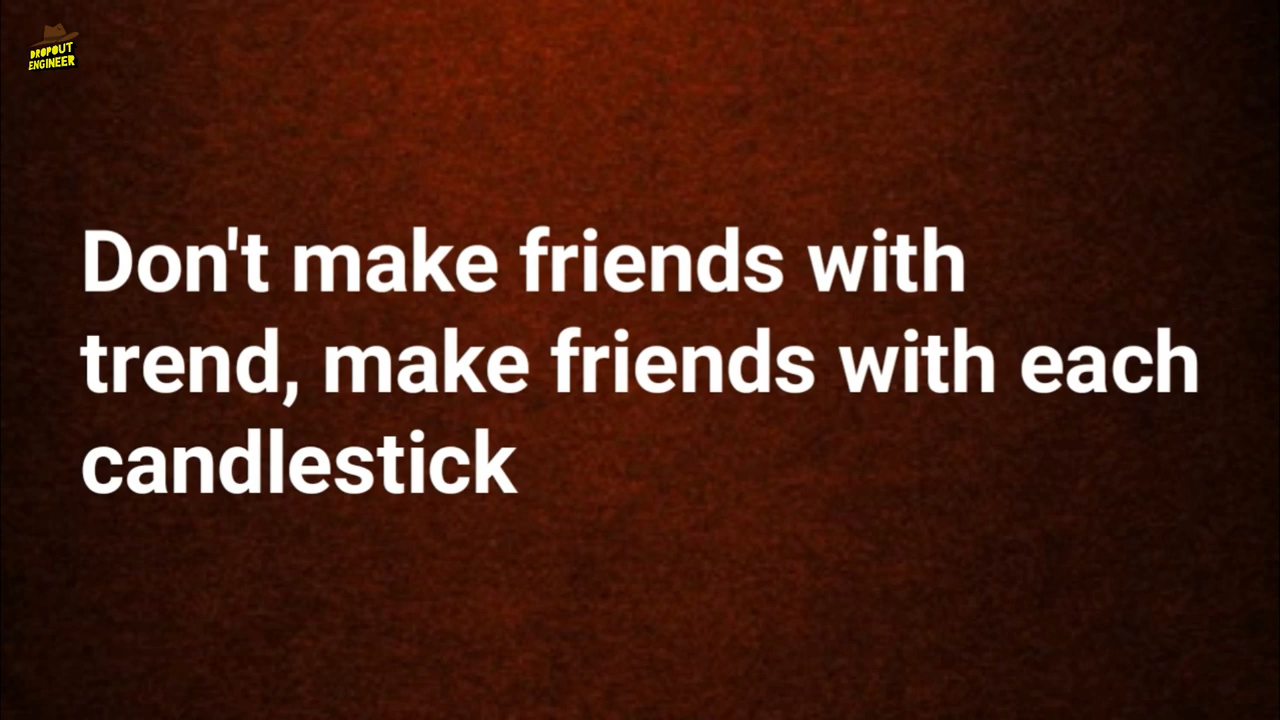 DROPOUT
ENGINEER
Don't make friends with
trend, make friends with each
candlestick